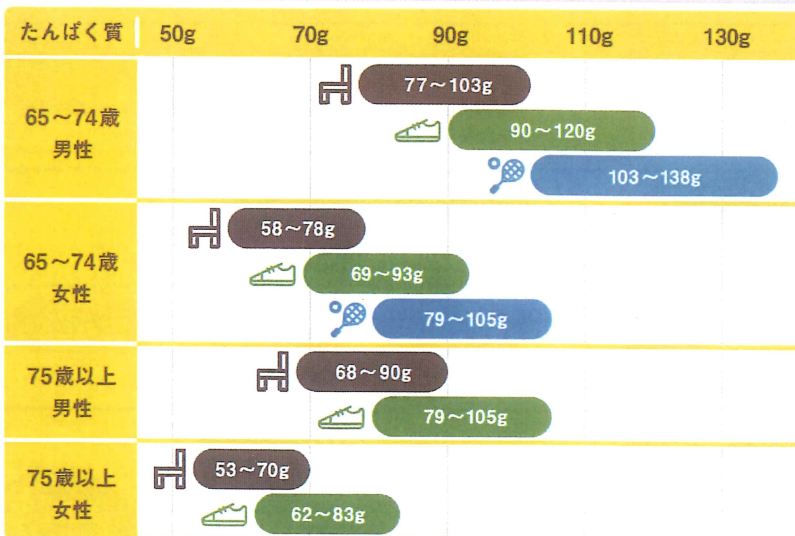 たんぱく質 50g 70g 90g 110g 130g
65〜74歳
男性
77〜103g
90〜120g
103〜138g
65〜74歳
女性
58〜78g
69〜93g
79〜105g
75歳以上
男性
68〜90g
79〜105g
75歳以上
女性
53〜70g
62〜83g